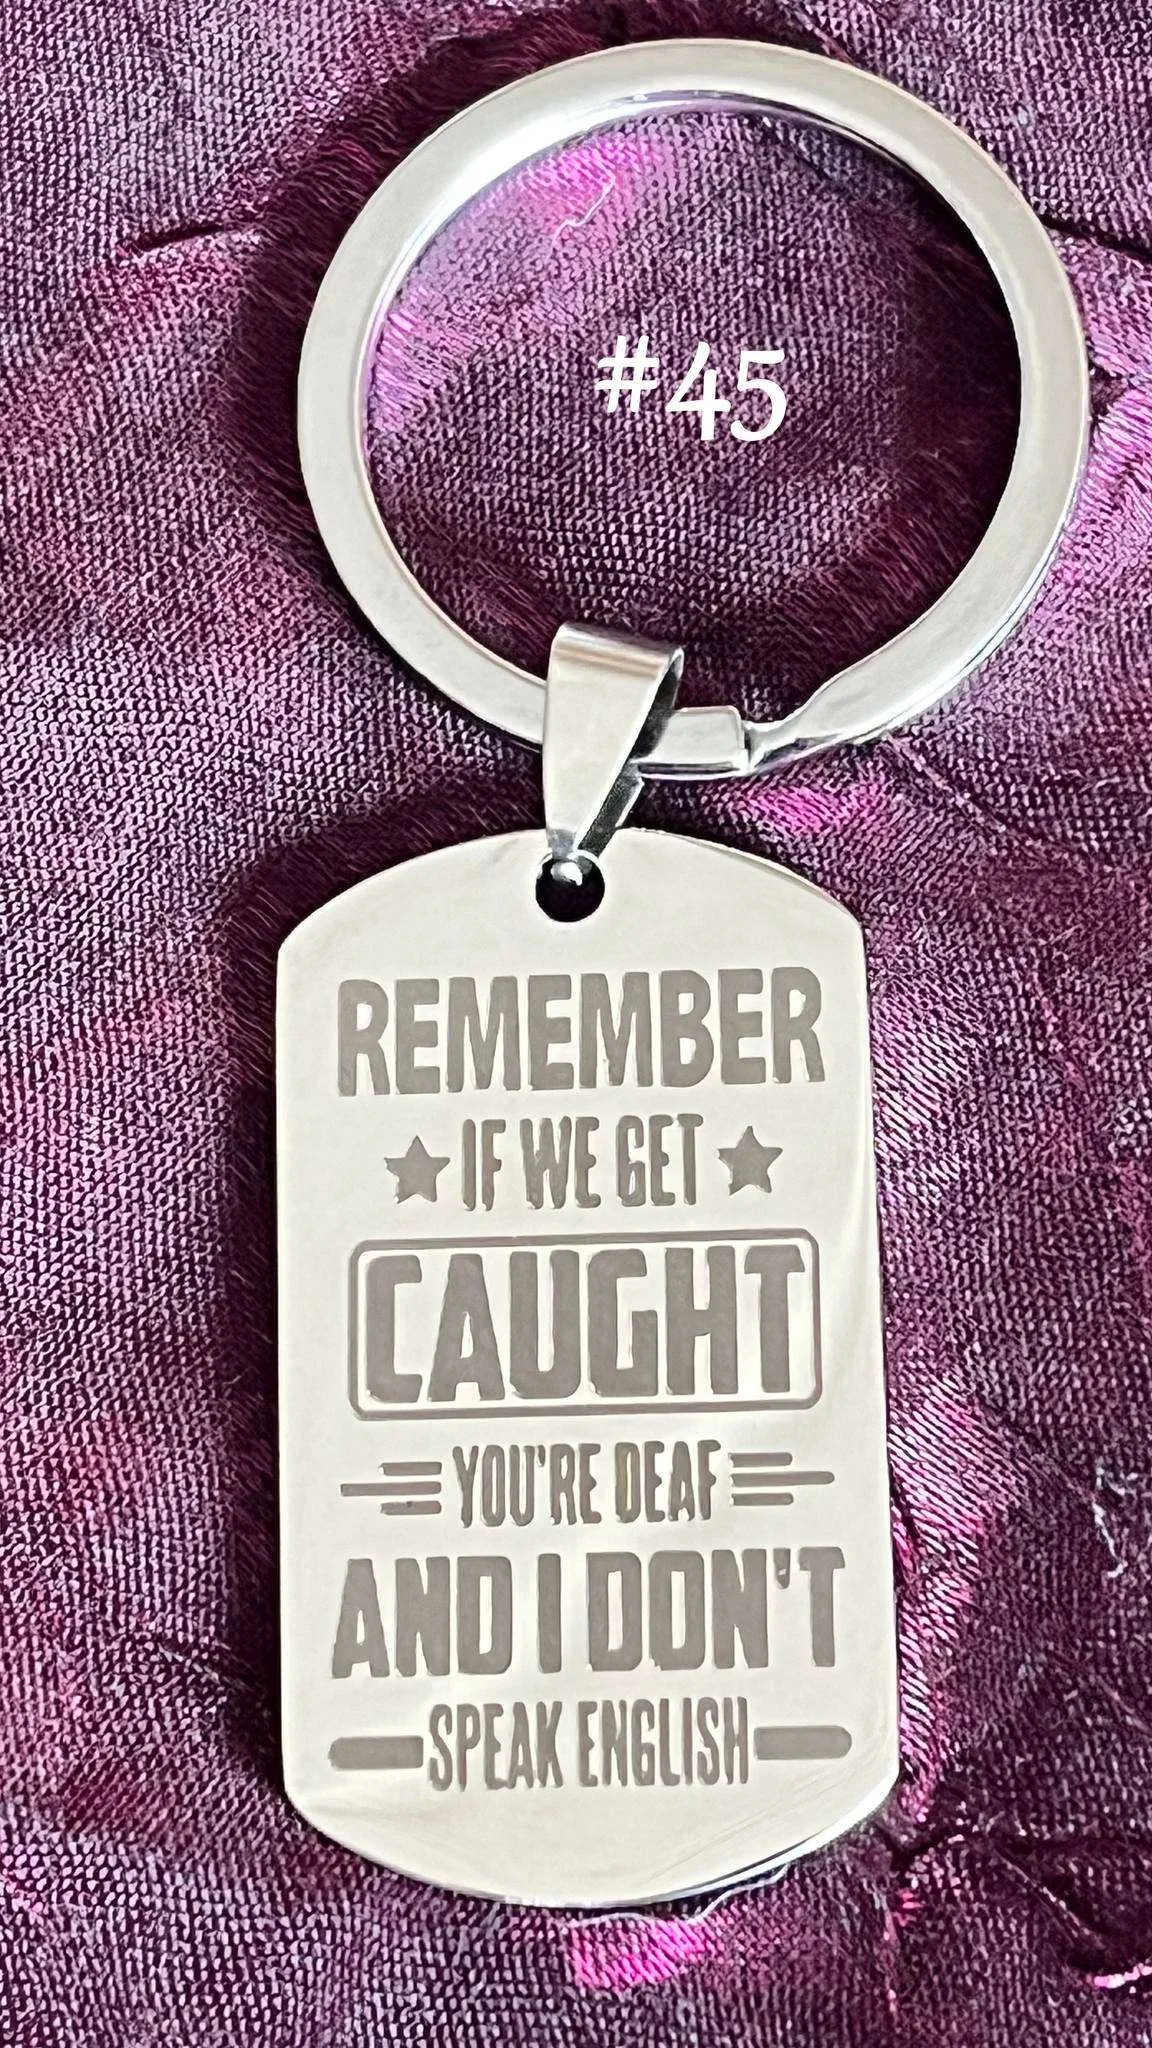 #45
REMEMBER
IF WE GET
CAUGHT
YOU'RE DEAF
AND I DON'T
SPEAK ENGLISH